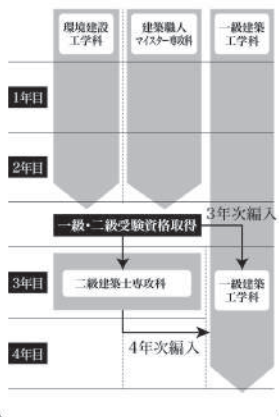 環境建設
工学科
建築職人
マイスター専攻科
一級建築
工学科
1年目
2年目
3年次編入
一級・二級受験資格取得
3年目
二級建築士専攻科
一級建築
工学科
4年目
4年次編入